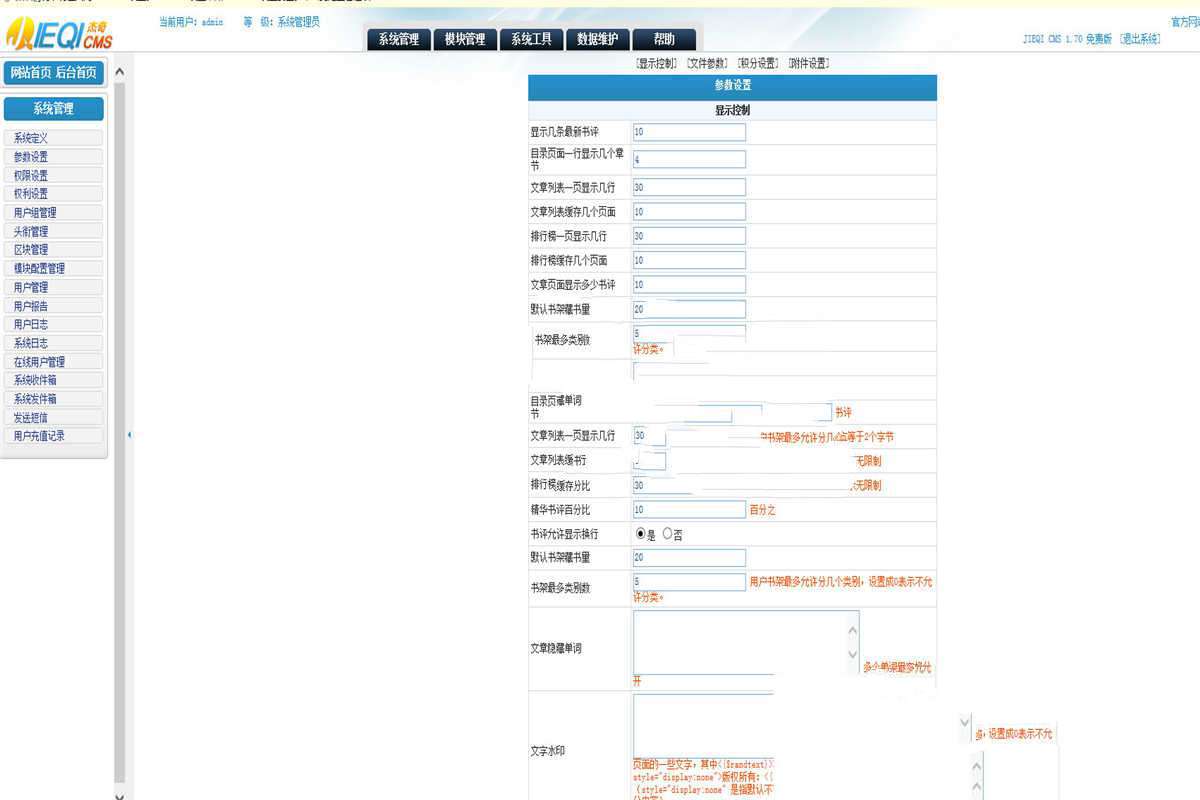 当前用户: admin 等 级: 系统管理员
官方网
JIEQI杰奇
CMS
系统管理 模块管理 系统工具 数据维护 帮助
JIEQI CMS 1.70 免费版 [退出系统]
网站首页 后台首页
系统管理
系统定义
参数设置
权限设置
权利设置
用户组管理
头衔管理
区块管理
模块配置管理
用户管理
用户报告
用户日志
系统日志
在线用户管理
系统收件箱
系统发件箱
发送短信
用户充值记录
[显示控制] [文件参数] [积分设置] [附件设置]
参数设置
显示控制
显示几条最新书评 10
目录页面一行显示几个章
节 4
文章列表一页显示几行 30
文章列表缓存几个页面 10
排行榜一页显示几行 30
排行榜缓存几个页面 10
文章页面显示多少书评 10
默认书架藏书量 20
书架最多类别数 5
许分类。
目录页藏单词
节
书评
文章列表一页显示几行 30
书架最多允许分几 等于2个字节
文章列表缓书行
无限制
排行榜缓存分比 30
无限制
精华书评百分比 10 百分之
书评允许显示换行 是 否
默认书架藏书量 20
书架最多类别数 5 用户书架最多允许分几个类别，设置成0表示不允
许分类。
文章隐藏单词
开
文字水印
，设置成0表示不允
页面的一些文字，其中<{$randtext}>
style="display:none">版权所有: <{
(style="display:none" 是指默认不